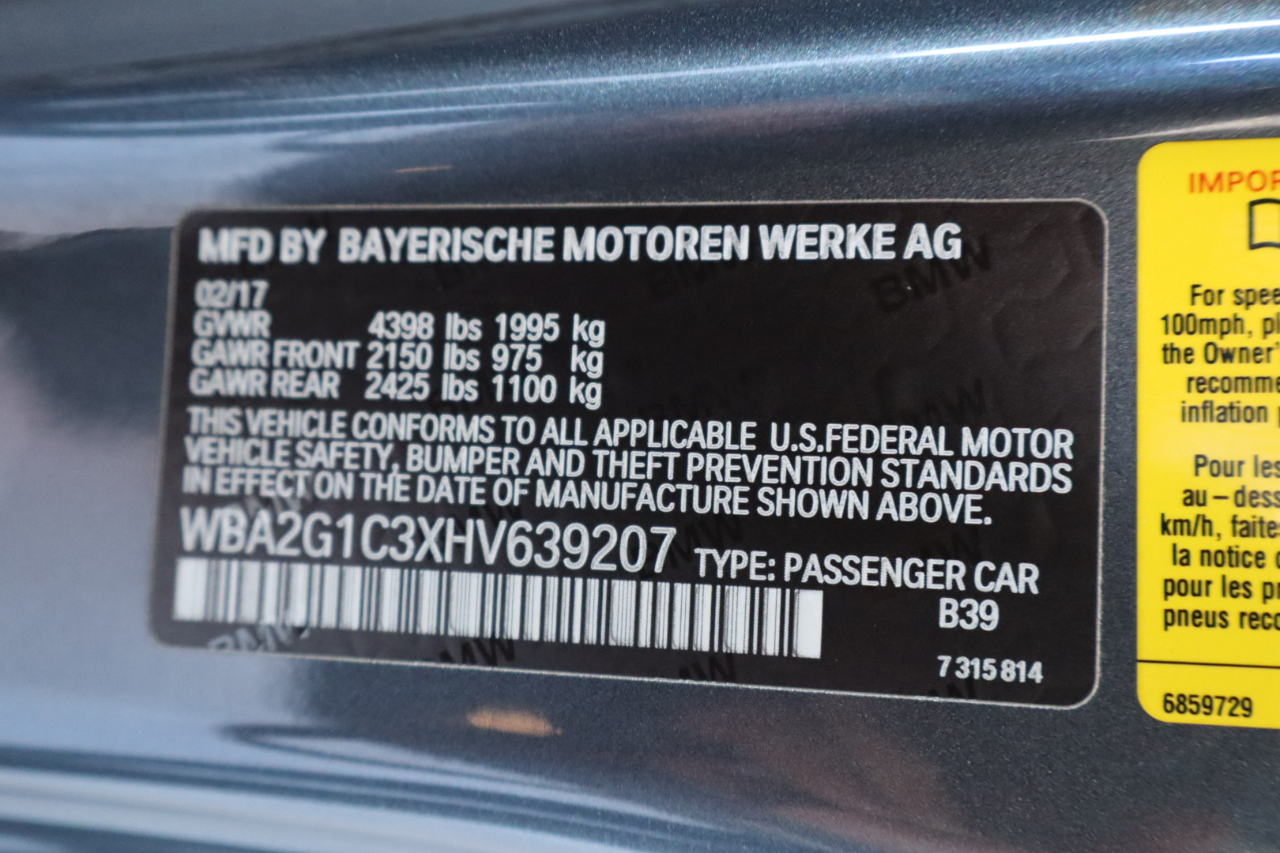 MFD BY BAYERISCHE MOTOREN WERKE AG
02/17
GVWR 4398 lbs 1995 kg
GAWR FRONT 2150 lbs 975 kg
GAWR REAR 2425 lbs 1100 kg
THIS VEHICLE CONFORMS TO ALL APPLICABLE U.S.FEDERAL MOTOR
VEHICLE SAFETY, BUMPER AND THEFT PREVENTION STANDARDS
IN EFFECT ON THE DATE OF MANUFACTURE SHOWN ABOVE.
WBA2G1C3XHV639207 TYPE: PASSENGER CAR
B39
7 315 814
IMPOR
For spee
100mph, pl
the Owner'
recomme
inflation
Pour les
au – dess
km/h, faites
la notice
pour les p
pneus reco
6859729